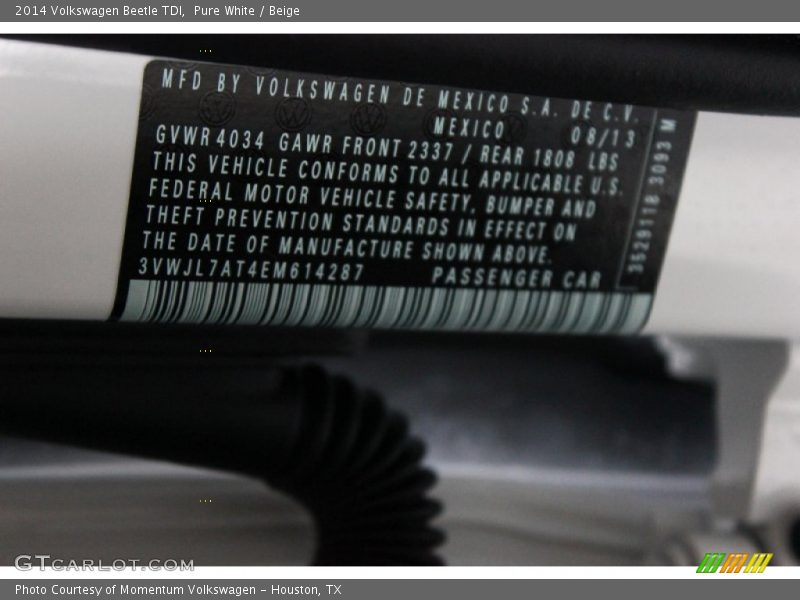 2014 Volkswagen Beetle TDI,  Pure White / Beige
MFD BY VOLKSWAGEN DE MEXICO S.A. DE C.V.
MEXICO 08/13
GVWR 4034 GAWR FRONT 2337 / REAR 1808 LBS
THIS VEHICLE CONFORMS TO ALL APPLICABLE U.S.
FEDERAL MOTOR VEHICLE SAFETY, BUMPER AND
THEFT PREVENTION STANDARDS IN EFFECT ON
THE DATE OF MANUFACTURE SHOWN ABOVE.
3VWJL7AT4EM614287 PASSENGER CAR
3529118 3093 M
GTCARLOT.COM
Photo Courtesy of Momentum Volkswagen - Houston, TX